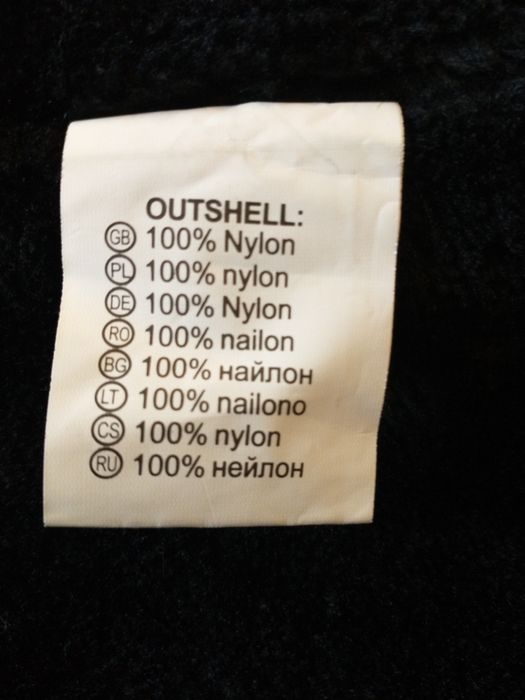 OUTSHELL:
GB 100% Nylon
PL 100% nylon
DE 100% Nylon
RO 100% nailon
BG 100% найлон
LT 100% nailono
CS 100% nylon
RU 100% нейлон